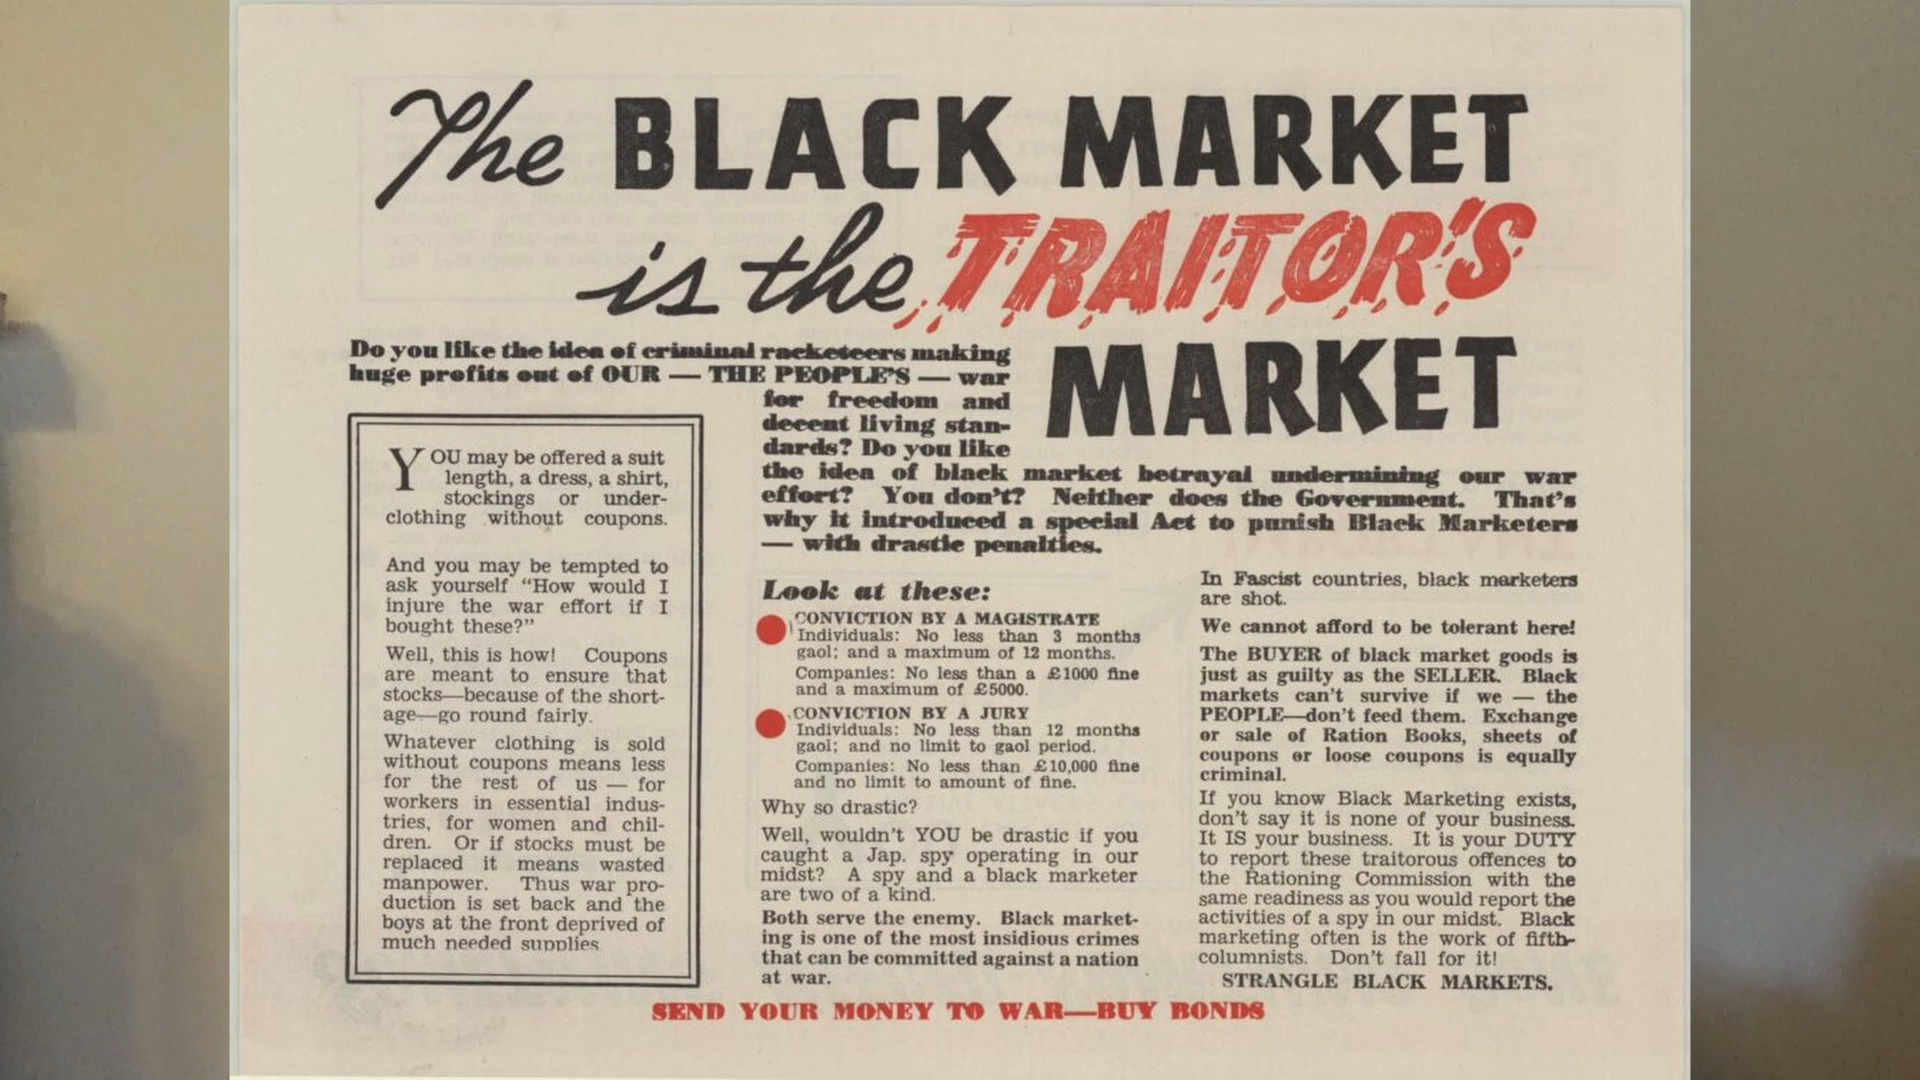 The BLACK MARKET
is the TRAITOR'S
MARKET
Do you like the idea of criminal racketeers making
huge profits out of OUR — THE PEOPLE'S — war
for freedom and
decent living stan-
dards? Do you like
the idea of black market betrayal undermining our war
effort? You don't? Neither does the Government. That's
why it introduced a special Act to punish Black Marketers
— with drastic penalties.
YOU may be offered a suit
length, a dress, a shirt,
stockings or under-
clothing without coupons.
And you may be tempted to
ask yourself "How would I
injure the war effort if I
bought these?"
Well, this is how! Coupons
are meant to ensure that
stocks—because of the short-
age—go round fairly.
Whatever clothing is sold
without coupons means less
for the rest of us — for
workers in essential indus-
tries, for women and chil-
dren. Or if stocks must be
replaced it means wasted
manpower. Thus war pro-
duction is set back and the
boys at the front deprived of
much needed supplies
Look at these:
CONVICTION BY A MAGISTRATE
Individuals: No less than 3 months
gaol; and a maximum of 12 months.
Companies: No less than a £1000 fine
and a maximum of £5000.
CONVICTION BY A JURY
Individuals: No less than 12 months
gaol; and no limit to gaol period.
Companies: No less than £10,000 fine
and no limit to amount of fine.
Why so drastic?
Well, wouldn't YOU be drastic if you
caught a Jap. spy operating in our
midst? A spy and a black marketer
are two of a kind.
Both serve the enemy. Black market-
ing is one of the most insidious crimes
that can be committed against a nation
at war.
In Fascist countries, black marketers
are shot.
We cannot afford to be tolerant here!
The BUYER of black market goods is
just as guilty as the SELLER. Black
markets can't survive if we — the
PEOPLE—don't feed them. Exchange
or sale of Ration Books, sheets of
coupons or loose coupons is equally
criminal.
If you know Black Marketing exists,
don't say it is none of your business.
It IS your business. It is your DUTY
to report these traitorous offences to
the Rationing Commission with the
same readiness as you would report the
activities of a spy in our midst. Black
marketing often is the work of fifth-
columnists. Don't fall for it!
STRANGLE BLACK MARKETS.
SEND YOUR MONEY TO WAR—BUY BONDS